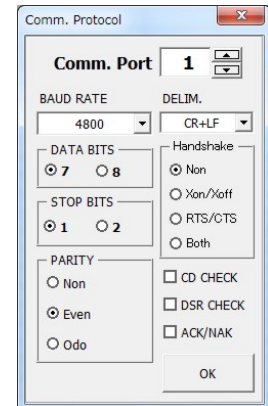 Comm. Protocol
Comm. Port 1
BAUD RATE DELIM.
4800 CR+LF
DATA BITS
7 8
STOP BITS
1 2
PARITY
Non
Even
Odo
Handshake
Non
Xon/Xoff
RTS/CTS
Both
CD CHECK
DSR CHECK
ACK/NAK
OK